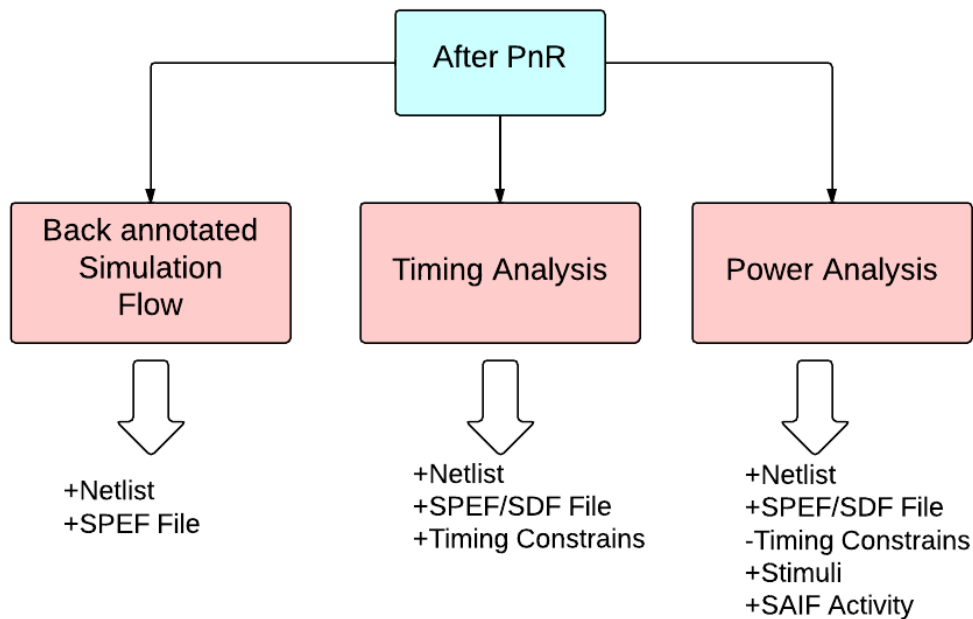 After PnR
Back annotated
Simulation
Flow
Timing Analysis
Power Analysis
+Netlist
+SPEF File
+Netlist
+SPEF/SDF File
+Timing Constrains
+Netlist
+SPEF/SDF File
-Timing Constrains
+Stimuli
+SAIF Activity